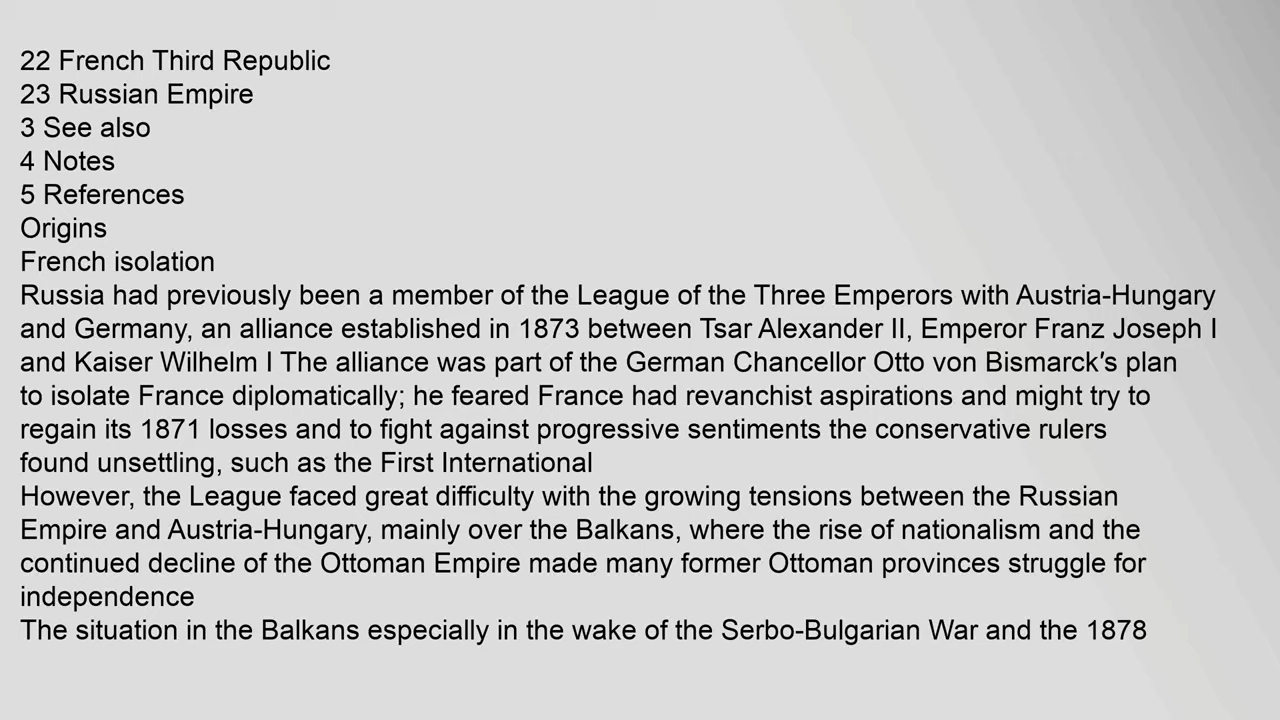 22 French Third Republic
23 Russian Empire
3 See also
4 Notes
5 References
Origins
French isolation
Russia had previously been a member of the League of the Three Emperors with Austria-Hungary
and Germany, an alliance established in 1873 between Tsar Alexander II, Emperor Franz Joseph I
and Kaiser Wilhelm I The alliance was part of the German Chancellor Otto von Bismarck′s plan
to isolate France diplomatically; he feared France had revanchist aspirations and might try to
regain its 1871 losses and to fight against progressive sentiments the conservative rulers
found unsettling, such as the First International
However, the League faced great difficulty with the growing tensions between the Russian
Empire and Austria-Hungary, mainly over the Balkans, where the rise of nationalism and the
continued decline of the Ottoman Empire made many former Ottoman provinces struggle for
independence
The situation in the Balkans especially in the wake of the Serbo-Bulgarian War and the 1878